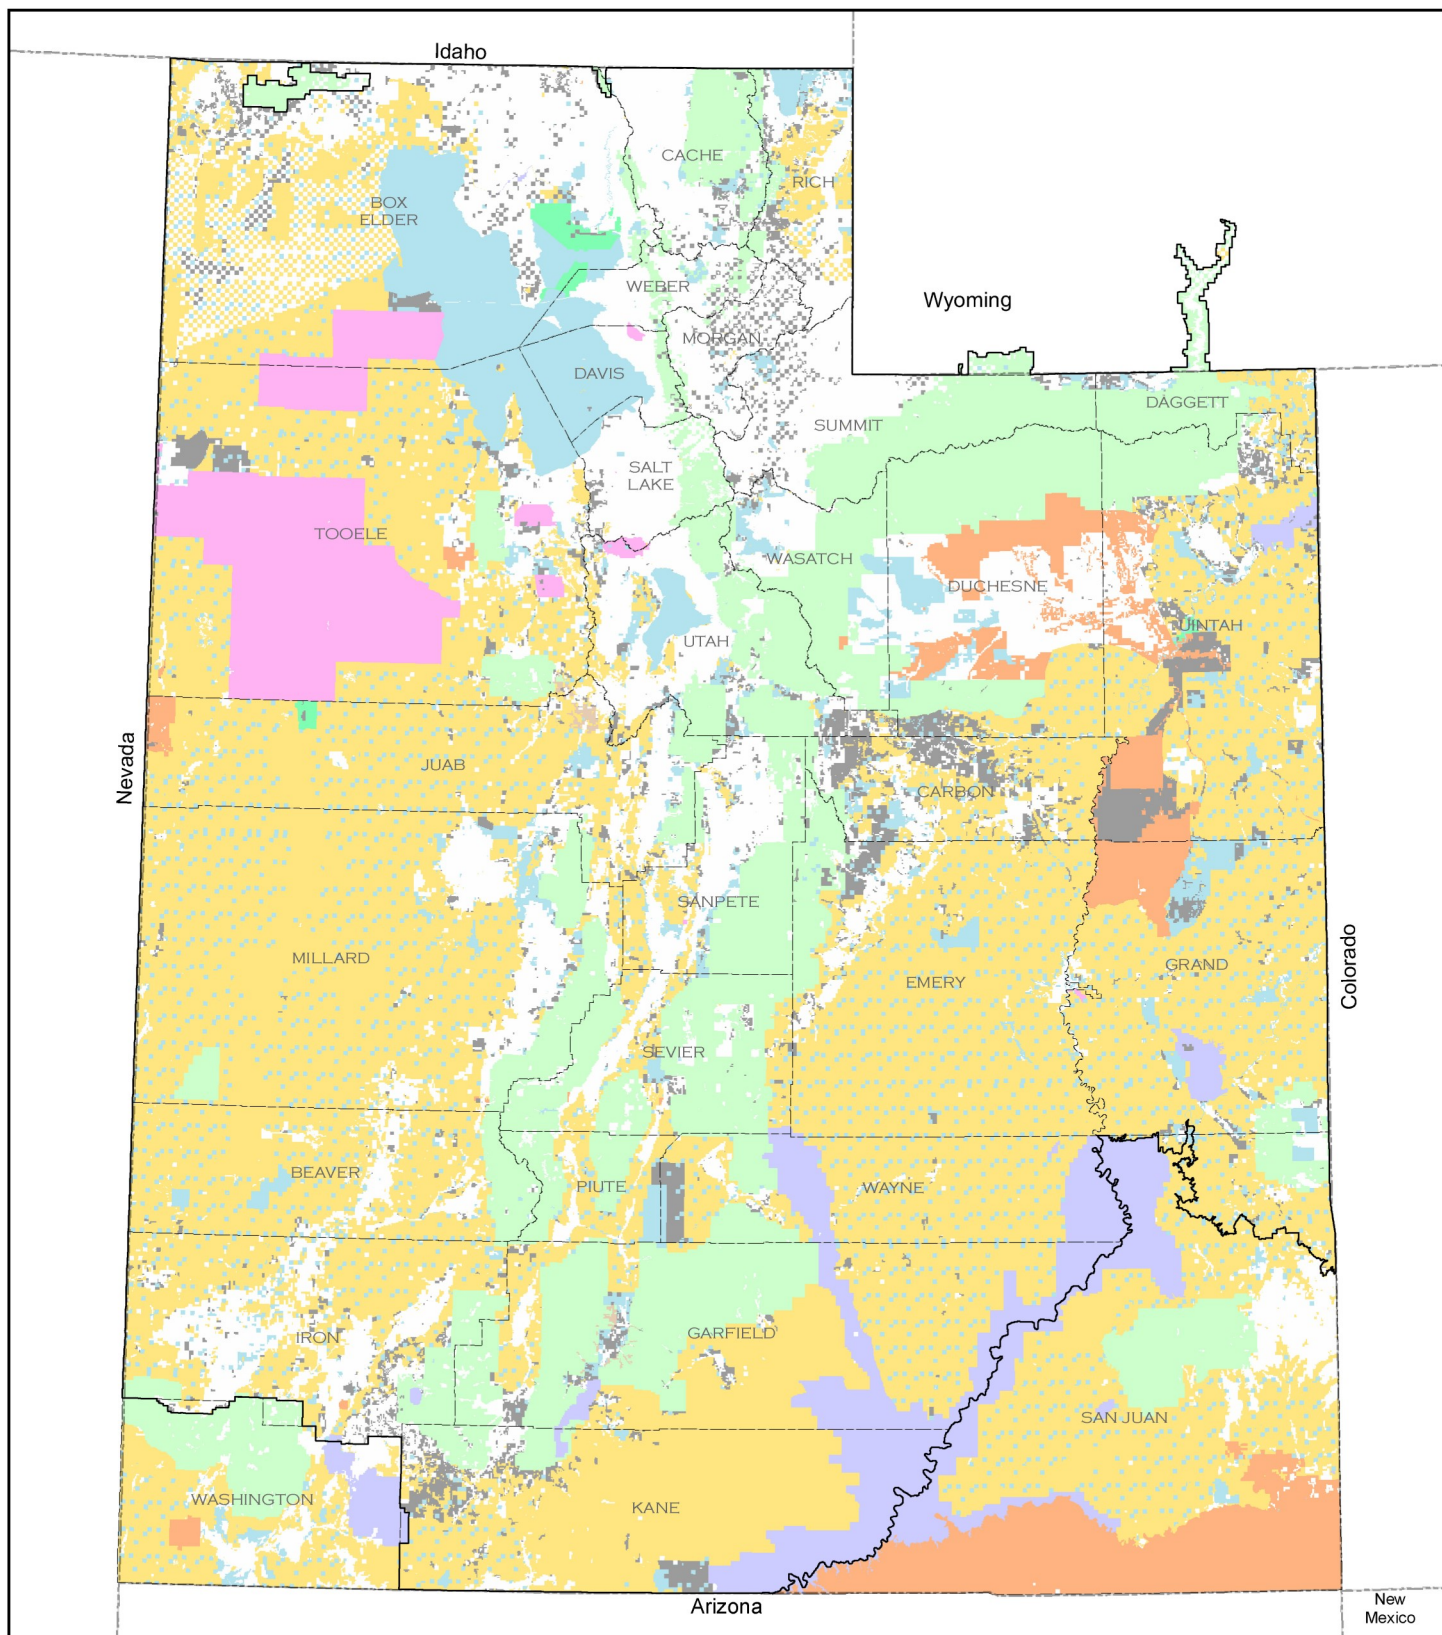 Idaho
CACHE
RICH
BOX
ELDER
WEBER
Wyoming
MORGAN
DAVIS
DAGGETT
SUMMIT
SALT
LAKE
TOOELE
WASATCH
DUCHESNE
UINTAH
UTAH
Nevada
JUAB
CARBON
SANPETE
MILLARD
EMERY
GRAND
Colorado
SEVIER
BEAVER
PIUTE
WAYNE
IRON
GARFIELD
SAN JUAN
WASHINGTON
KANE
Arizona
New
Mexico